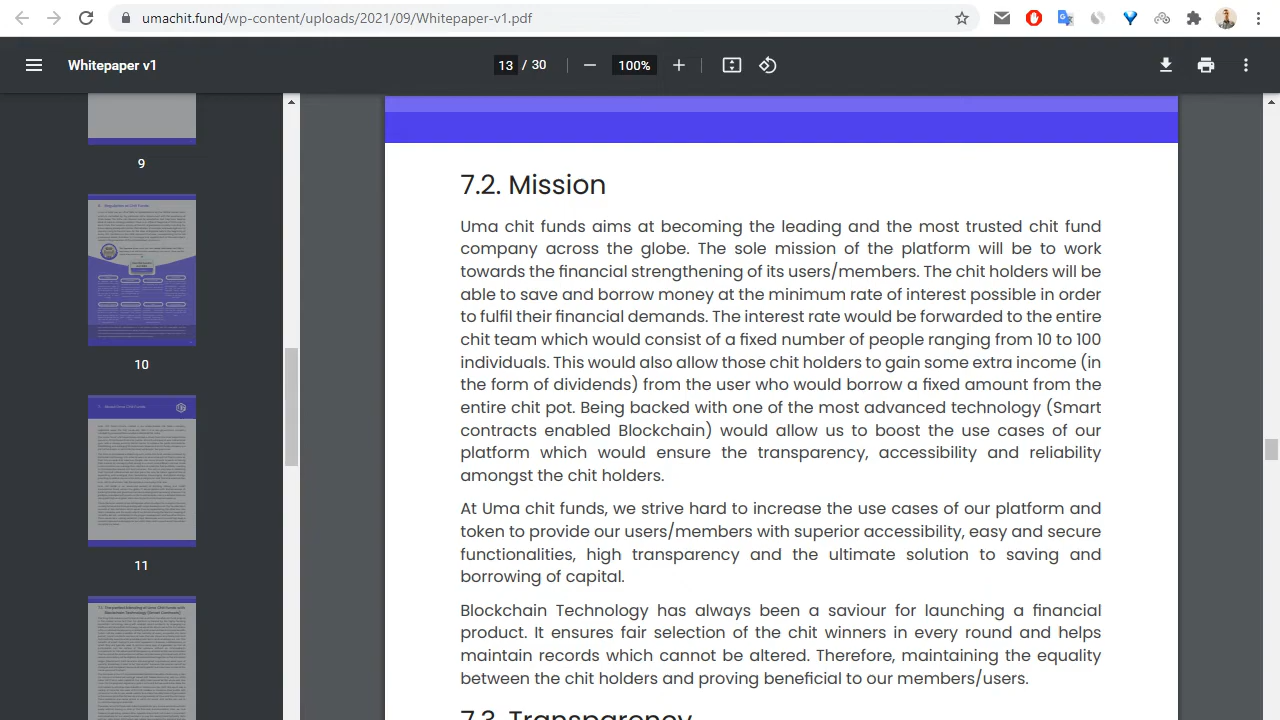 umachit.fund/wp-content/uploads/2021/09/Whitepaper-v1.pdf
Whitepaper v1
13 / 30
100%
9
10
11
7.2. Mission
Uma chit funds aims at becoming the leading and the most trusted chit fund
company across the globe. The sole mission of the platform will be to work
towards the financial strengthening of its users/members. The chit holders will be
able to save and borrow money at the minimum rate of interest possible in order
to fulfil their financial demands. The interest rate would be forwarded to the entire
chit team which would consist of a fixed number of people ranging from 10 to 100
individuals. This would also allow those chit holders to gain some extra income (in
the form of dividends) from the user who would borrow a fixed amount from the
entire chit pot. Being backed with one of the most advanced technology (Smart
contracts-enabled Blockchain) would allow us to boost the use cases of our
platform which would ensure the transparency, accessibility and reliability
amongst the chit holders.
At Uma chit funds, we strive hard to increase the use cases of our platform and
token to provide our users/members with superior accessibility, easy and secure
functionalities, high transparency and the ultimate solution to saving and
borrowing of capital.
Blockchain Technology has always been a savour for launching a financial
product. It air selection of the in every round and helps
maintain which cannot be altered. Therefore, maintaining the equality
between the chit holders and proving beneficial to our members/users.
7.3. Transparency